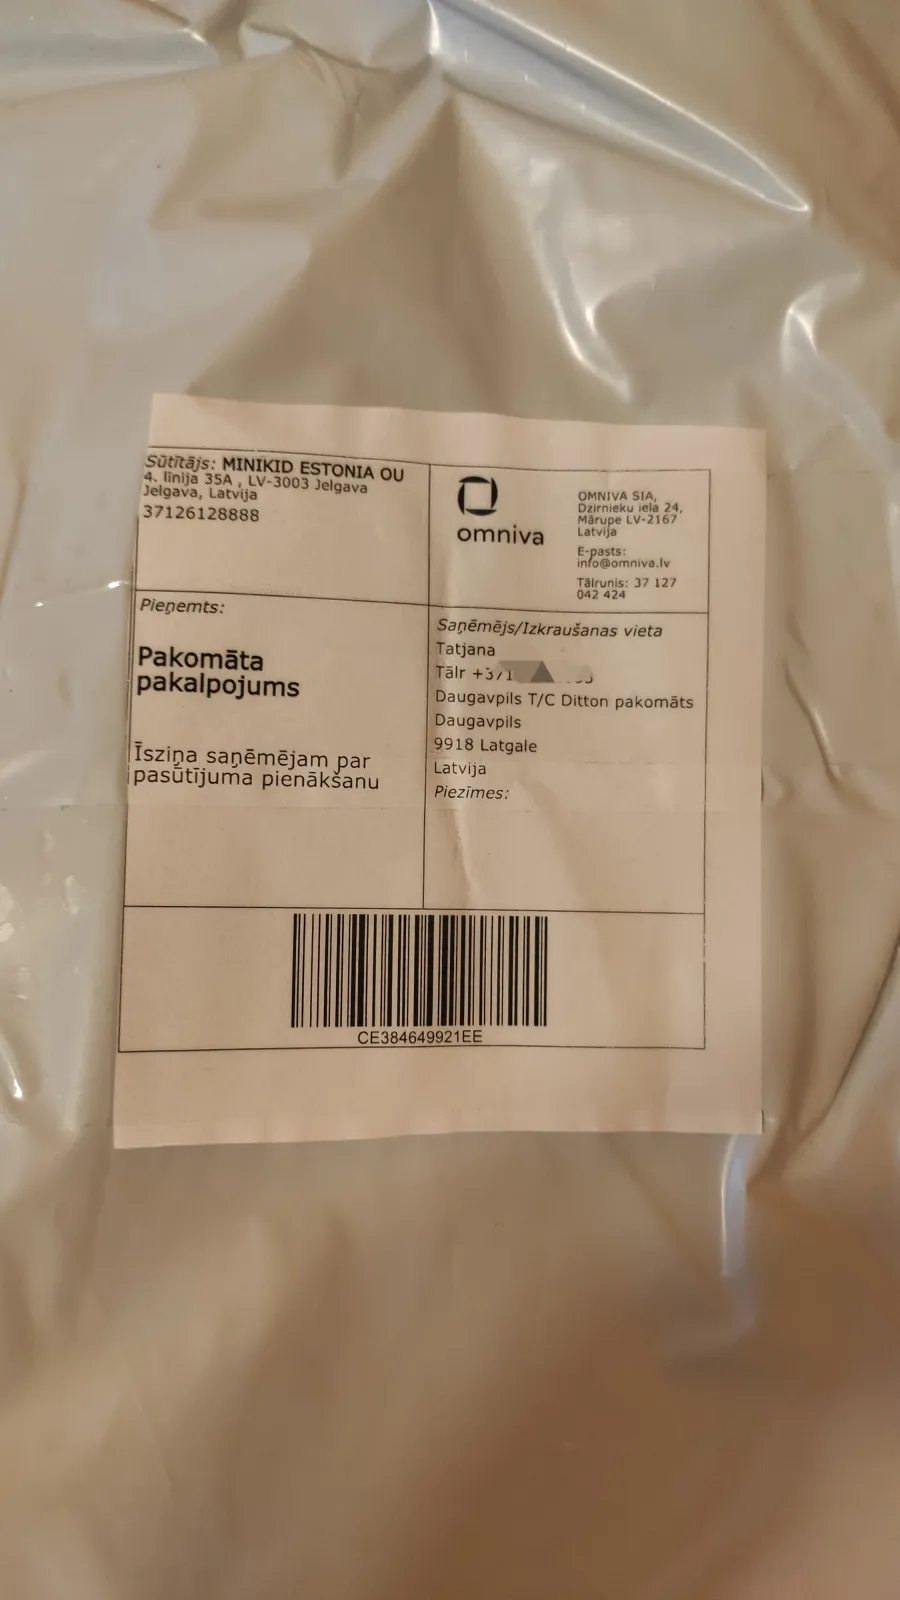 Sūtītājs: MINIKID ESTONIA OU
4. līnija 35A , LV-3003 Jelgava
Jelgava, Latvija
37126128888
omniva
OMNIVA SIA,
Dzirnieku iela 24,
Mārupe LV-2167
Latvija
E-pasts:
info@omniva.lv
Tālrunis: 37 127
042 424
Pieņemts:
Pakomāta
pakalpojums
Īsziņa saņēmējam par
pasūtījuma pienākšanu
Saņēmējs/Izkraušanas vieta
Tatjana
Tālr +371
Daugavpils T/C Ditton pakomāts
Daugavpils
9918 Latgale
Latvija
Piezīmes:
CE384649921EE